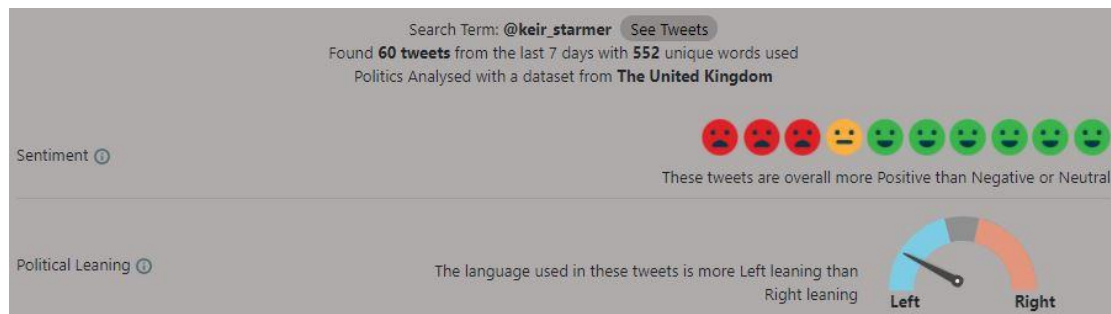 Search Term: @keir_starmer See Tweets
Found 60 tweets from the last 7 days with 552 unique words used
Politics Analysed with a dataset from The United Kingdom
Sentiment
These tweets are overall more Positive than Negative or Neutral
Political Leaning
The language used in these tweets is more Left leaning than
Right leaning
Left Right